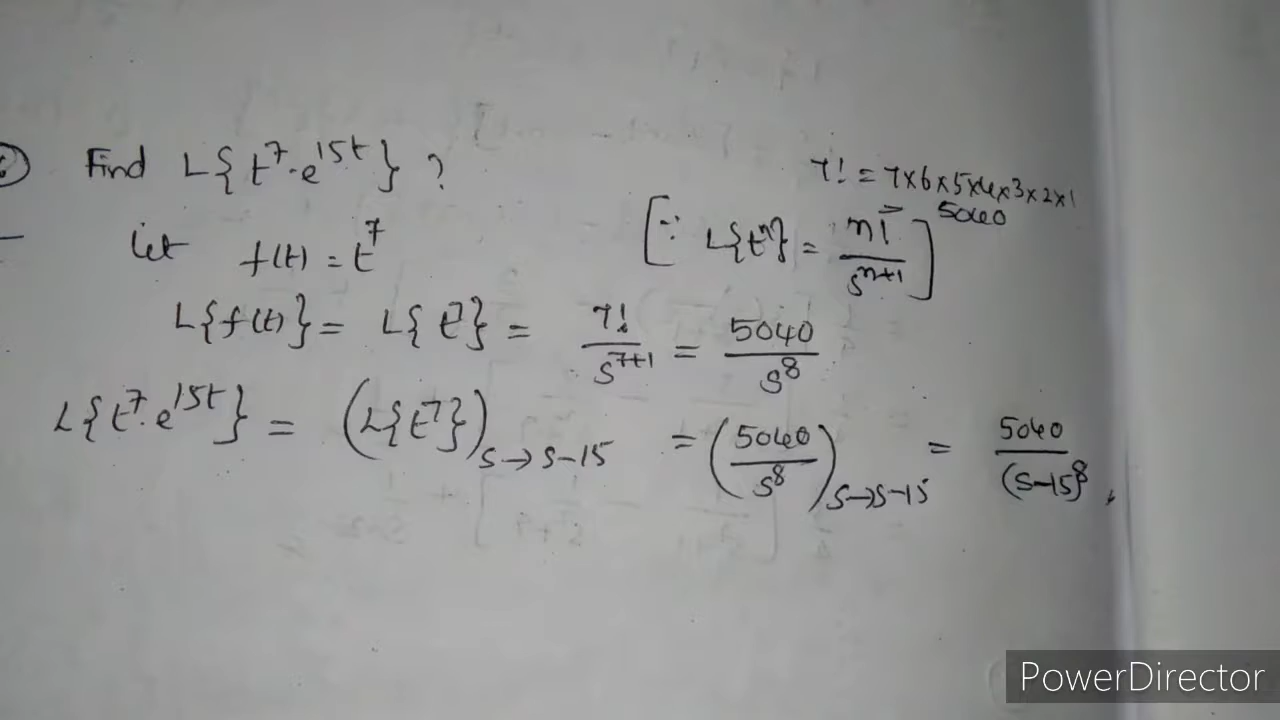 Find L{t⁷·e¹⁵ᵗ} ?
7! = 7×6×5×4×3×2×1
= 5040
Let f(t) = t⁷
[∵ L{tⁿ} = n!/sⁿ⁺¹]
L{f(t)} = L{t⁷} = 7!/s⁷⁺¹ = 5040/s⁸
L{t⁷·e¹⁵ᵗ} = (L{t⁷})s→s-15 = (5040/s⁸)s→s-15 = 5040/(s-15)⁸,
PowerDirector